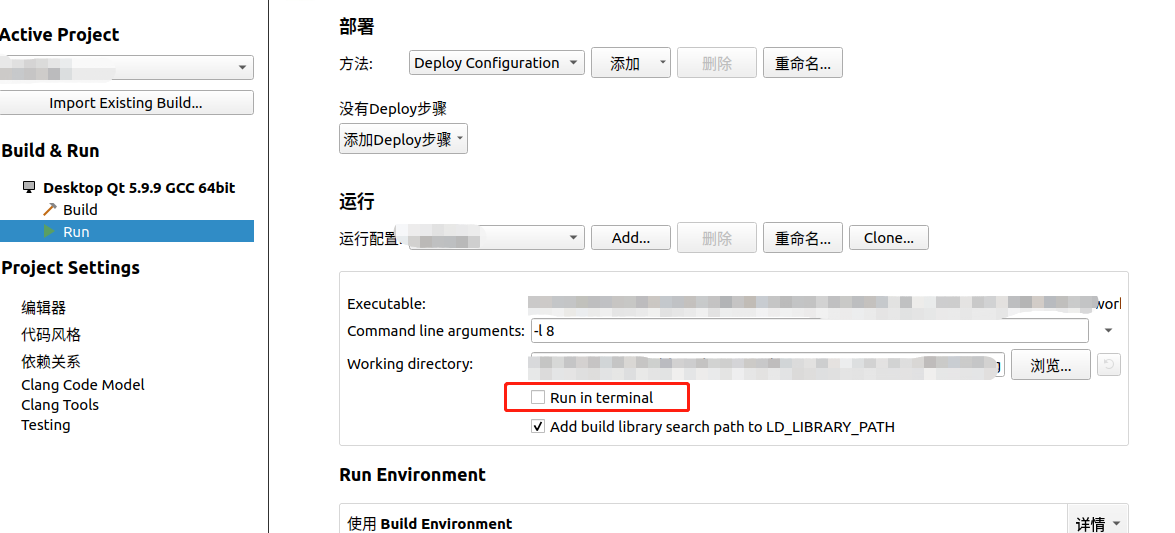 Active Project
Import Existing Build...
Build & Run
Desktop Qt 5.9.9 GCC 64bit
Build
Run
Project Settings
编辑器
代码风格
依赖关系
Clang Code Model
Clang Tools
Testing
部署
方法: Deploy Configuration 添加 删除 重命名...
没有Deploy步骤
添加Deploy步骤
运行
运行配置: Add... 删除 重命名... Clone...
Executable:
Command line arguments: -l 8
Working directory: 浏览...
Run in terminal
Add build library search path to LD_LIBRARY_PATH
Run Environment
使用 Build Environment 详情